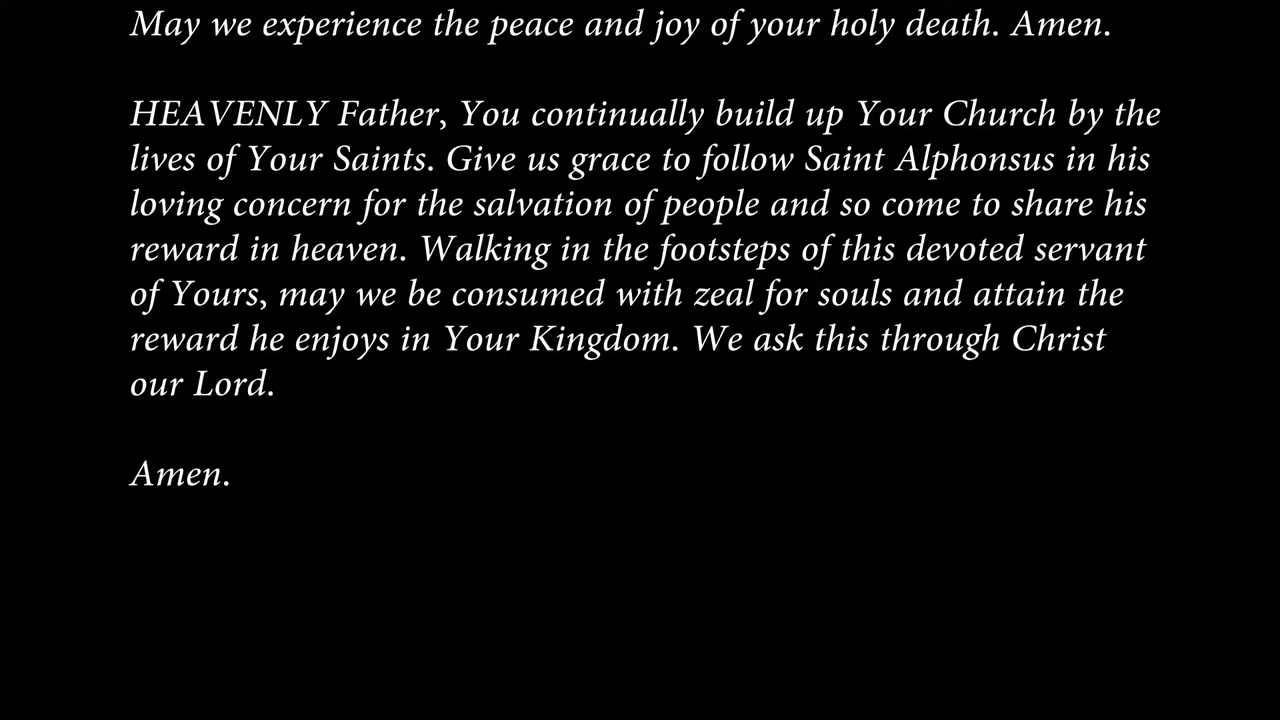 May we experience the peace and joy of your holy death. Amen.
HEAVENLY Father, You continually build up Your Church by the
lives of Your Saints. Give us grace to follow Saint Alphonsus in his
loving concern for the salvation of people and so come to share his
reward in heaven. Walking in the footsteps of this devoted servant
of Yours, may we be consumed with zeal for souls and attain the
reward he enjoys in Your Kingdom. We ask this through Christ
our Lord.
Amen.